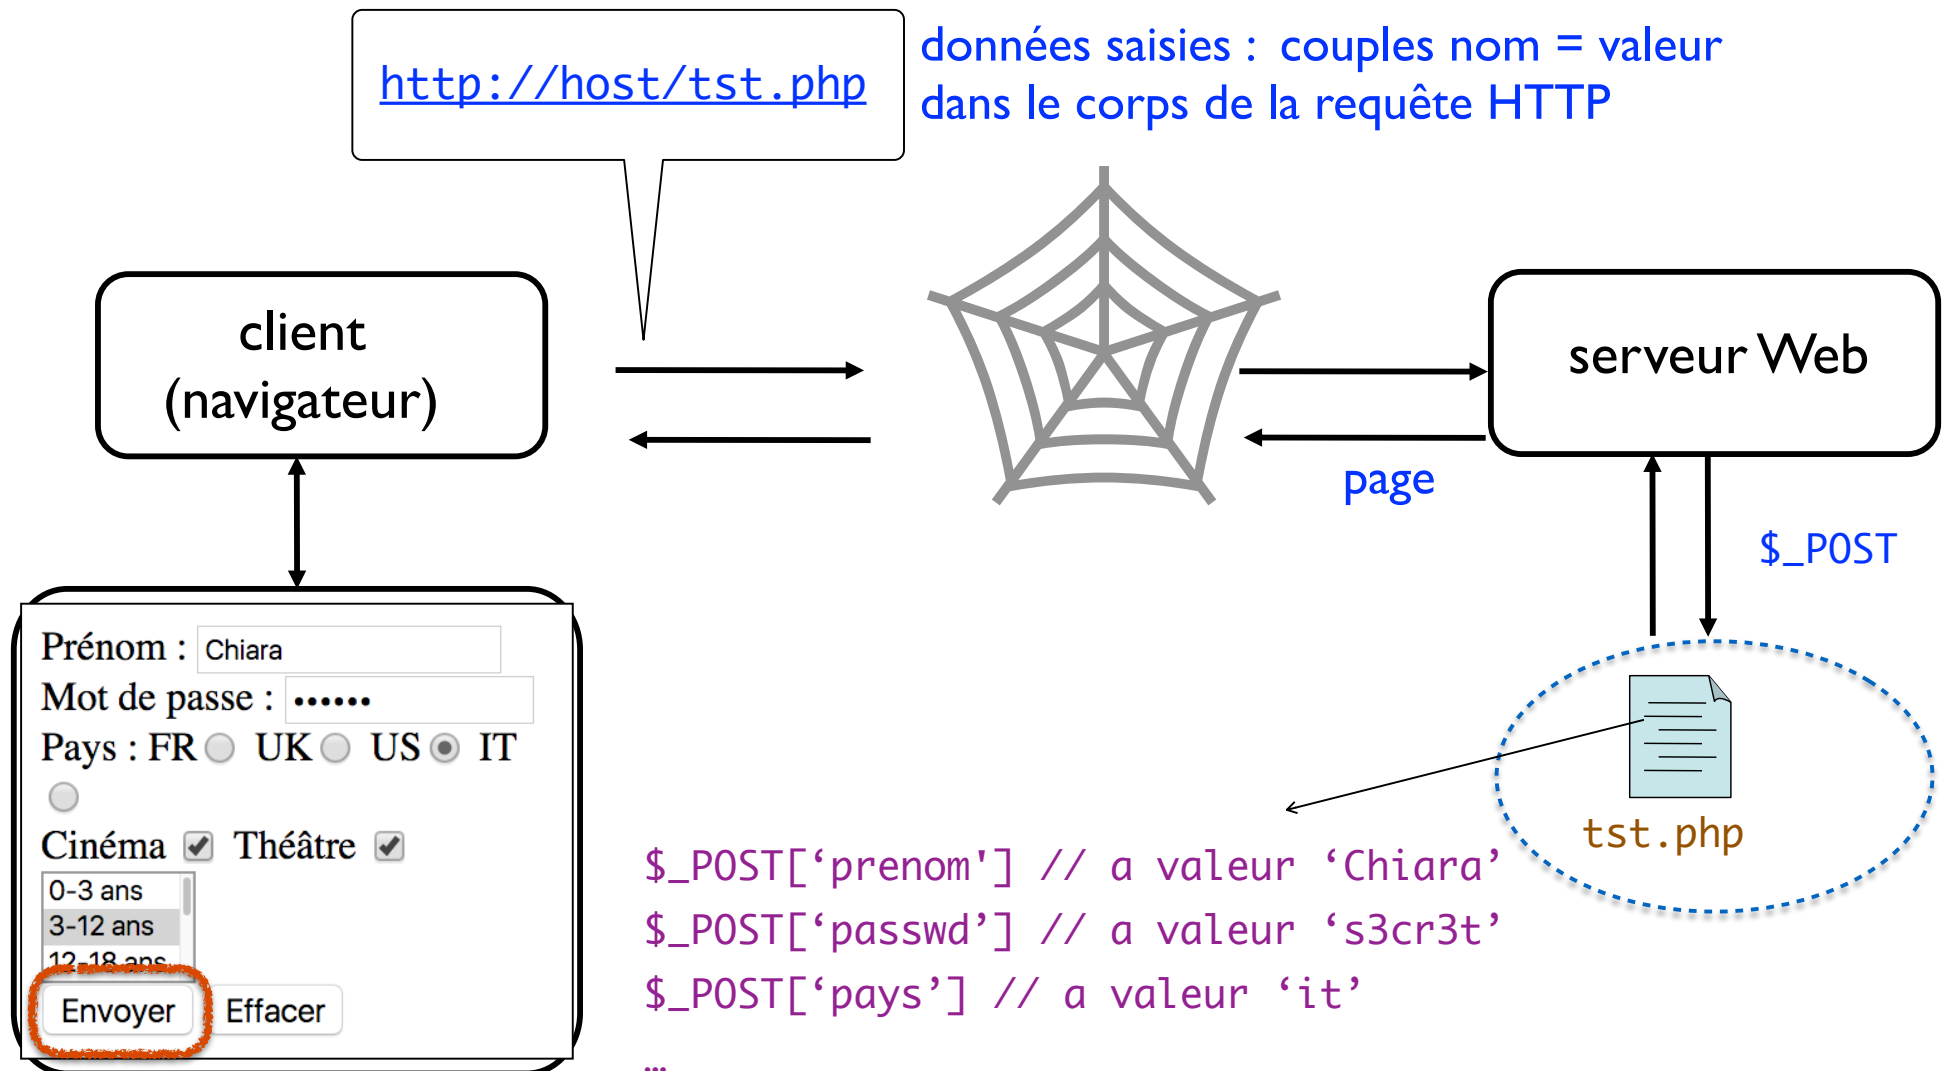 http://host/tst.php
données saisies : couples nom = valeur
dans le corps de la requête HTTP
client
(navigateur)
serveur Web
page
$_POST
Prénom : Chiara
Mot de passe : ••••••
Pays : FR UK US IT
Cinéma Théâtre
0-3 ans
3-12 ans
12-18 ans
Envoyer Effacer
tst.php
$_POST[‘prenom'] // a valeur ‘Chiara’
$_POST[‘passwd’] // a valeur ‘s3cr3t’
$_POST[‘pays’] // a valeur ‘it’
…